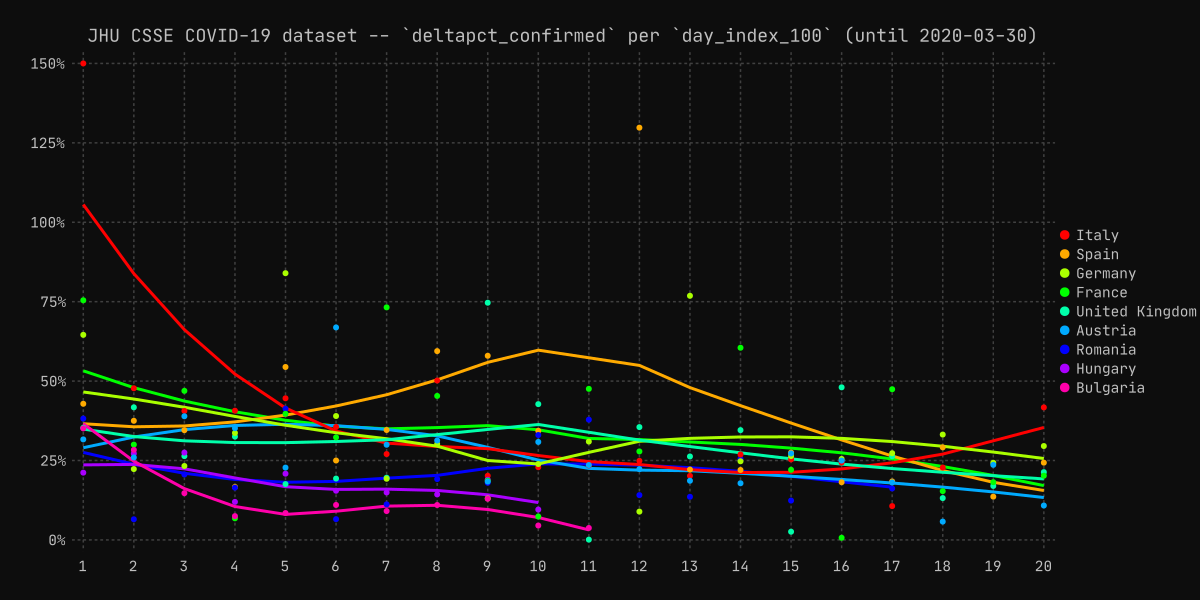 JHU CSSE COVID-19 dataset -- `deltapct_confirmed` per `day_index_100` (until 2020-03-30)
150%
125%
100%
75%
50%
25%
0%
1 2 3 4 5 6 7 8 9 10 11 12 13 14 15 16 17 18 19 20
Italy
Spain
Germany
France
United Kingdom
Austria
Romania
Hungary
Bulgaria